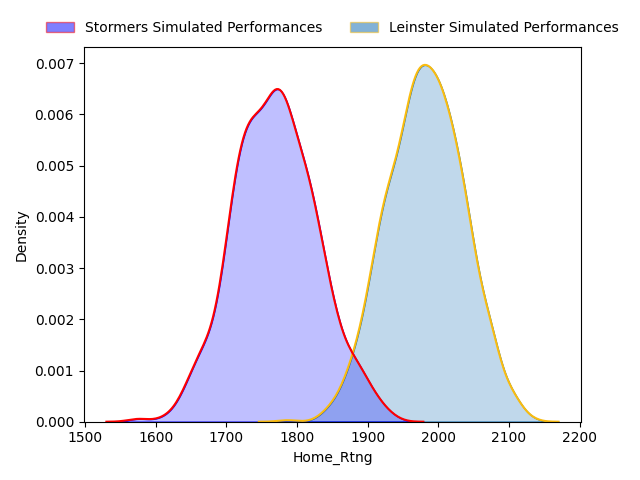 Stormers Simulated Performances
Leinster Simulated Performances
0.007
0.006
0.005
0.004
0.003
0.002
0.001
0.000
Density
1500 1600 1700 1800 1900 2000 2100 2200
Home_Rtng